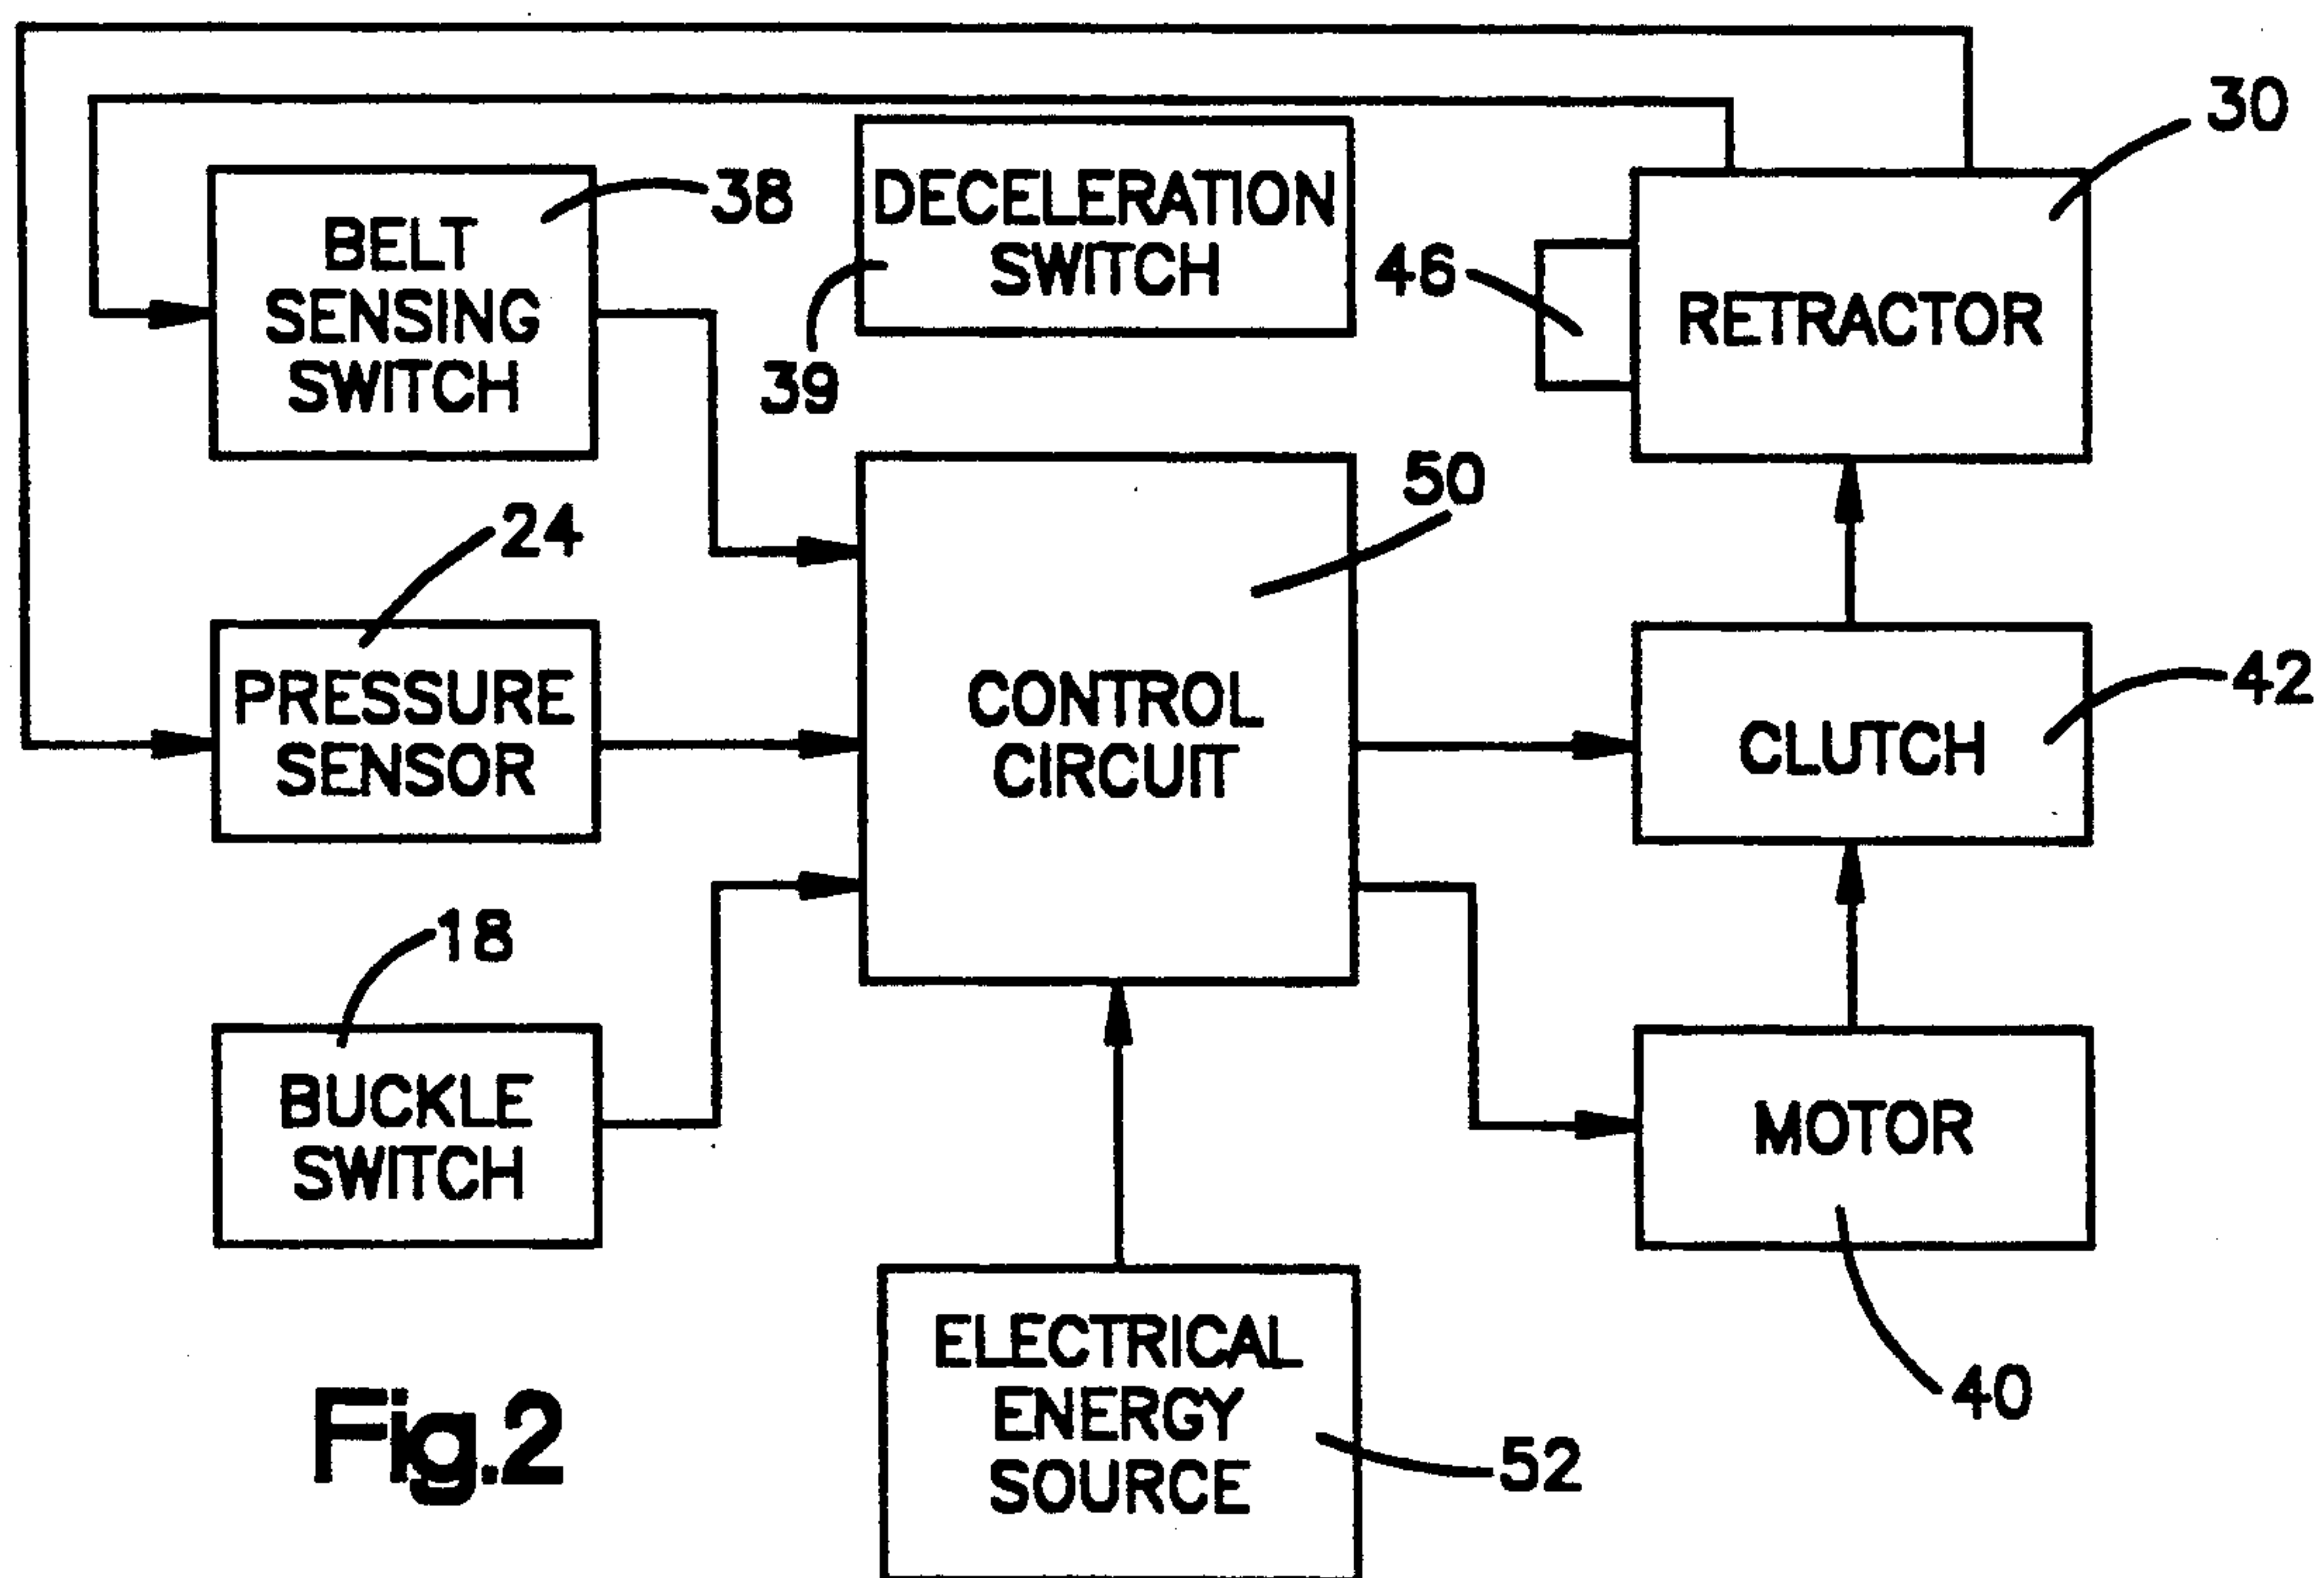 30
38
BELT
SENSING
SWITCH
DECELERATION
SWITCH
39
46
RETRACTOR
50
24
PRESSURE
SENSOR
CONTROL
CIRCUIT
CLUTCH
42
18
BUCKLE
SWITCH
MOTOR
40
ELECTRICAL
ENERGY
SOURCE
52
Fig.2